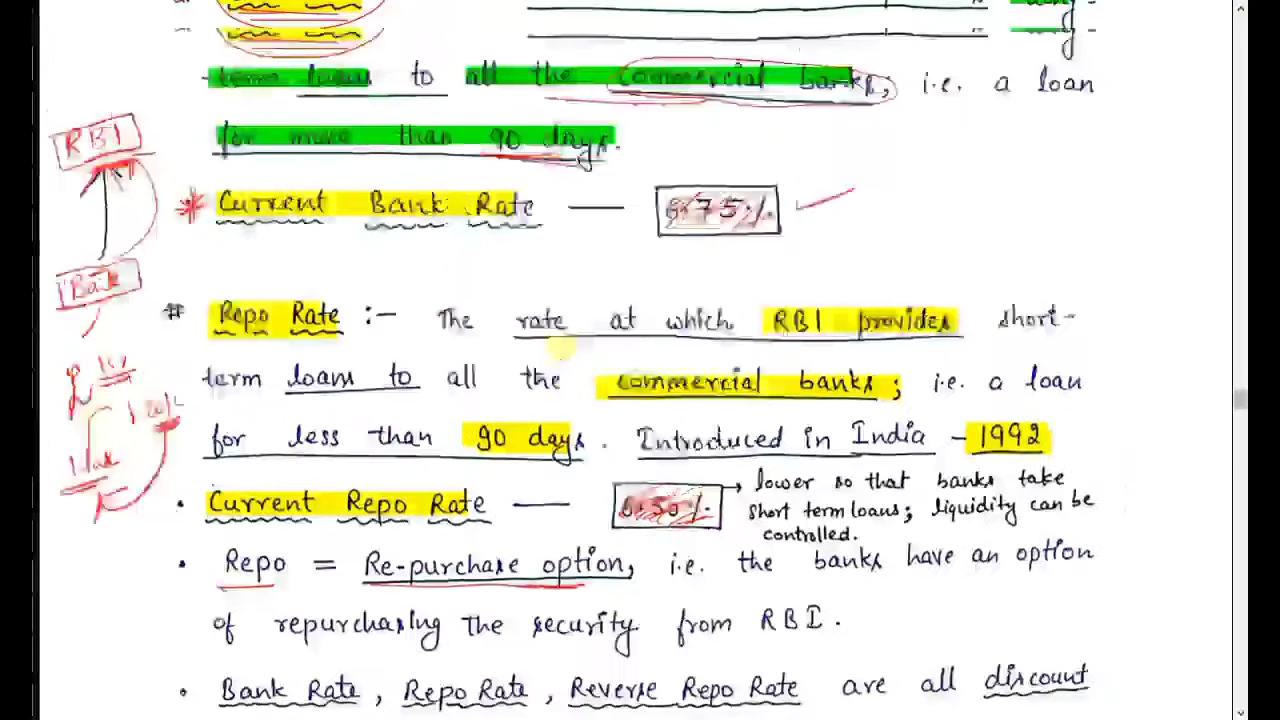 term loan to all the commercial banks, i.e. a loan
for more than 90 days.
RBI
* Current Bank Rate — 6.75%
Bank
# Repo Rate :- The rate at which RBI provides short-
term loans to all the commercial banks; i.e. a loan
for less than 90 days. Introduced in India - 1992
• Current Repo Rate — 6.50% → lower so that banks take
short term loans; liquidity can be
controlled.
• Repo = Re-purchase option, i.e. the banks have an option
of repurchasing the security from RBI.
• Bank Rate, Repo Rate, Reverse Repo Rate are all discount